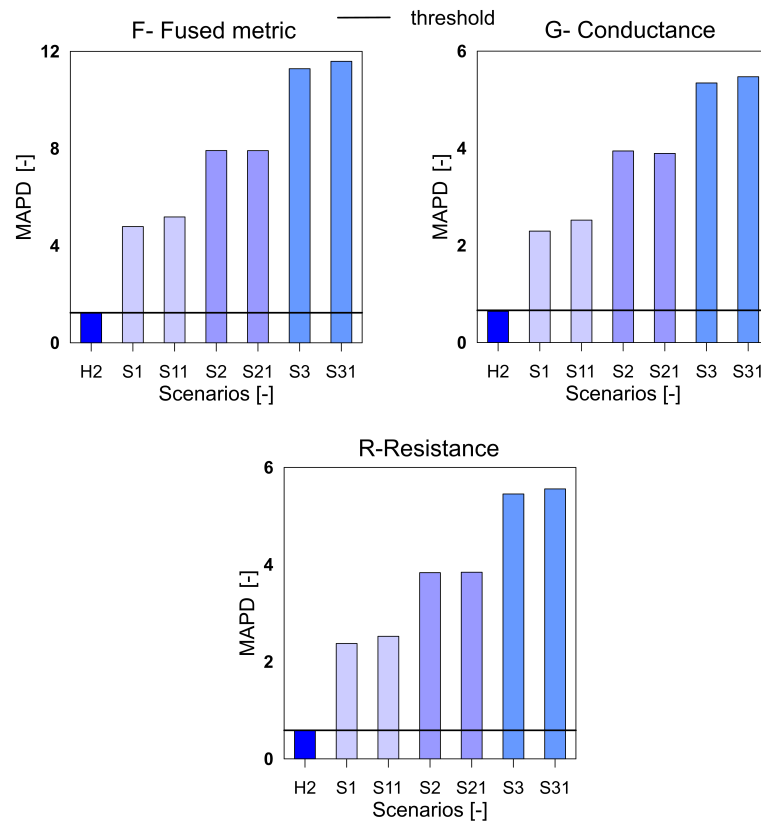 threshold
F- Fused metric
12
8
4
0
MAPD [-]
H2 S1 S11 S2 S21 S3 S31
Scenarios [-]
G- Conductance
6
4
2
0
MAPD [-]
H2 S1 S11 S2 S21 S3 S31
Scenarios [-]
R-Resistance
6
4
2
0
MAPD [-]
H2 S1 S11 S2 S21 S3 S31
Scenarios [-]